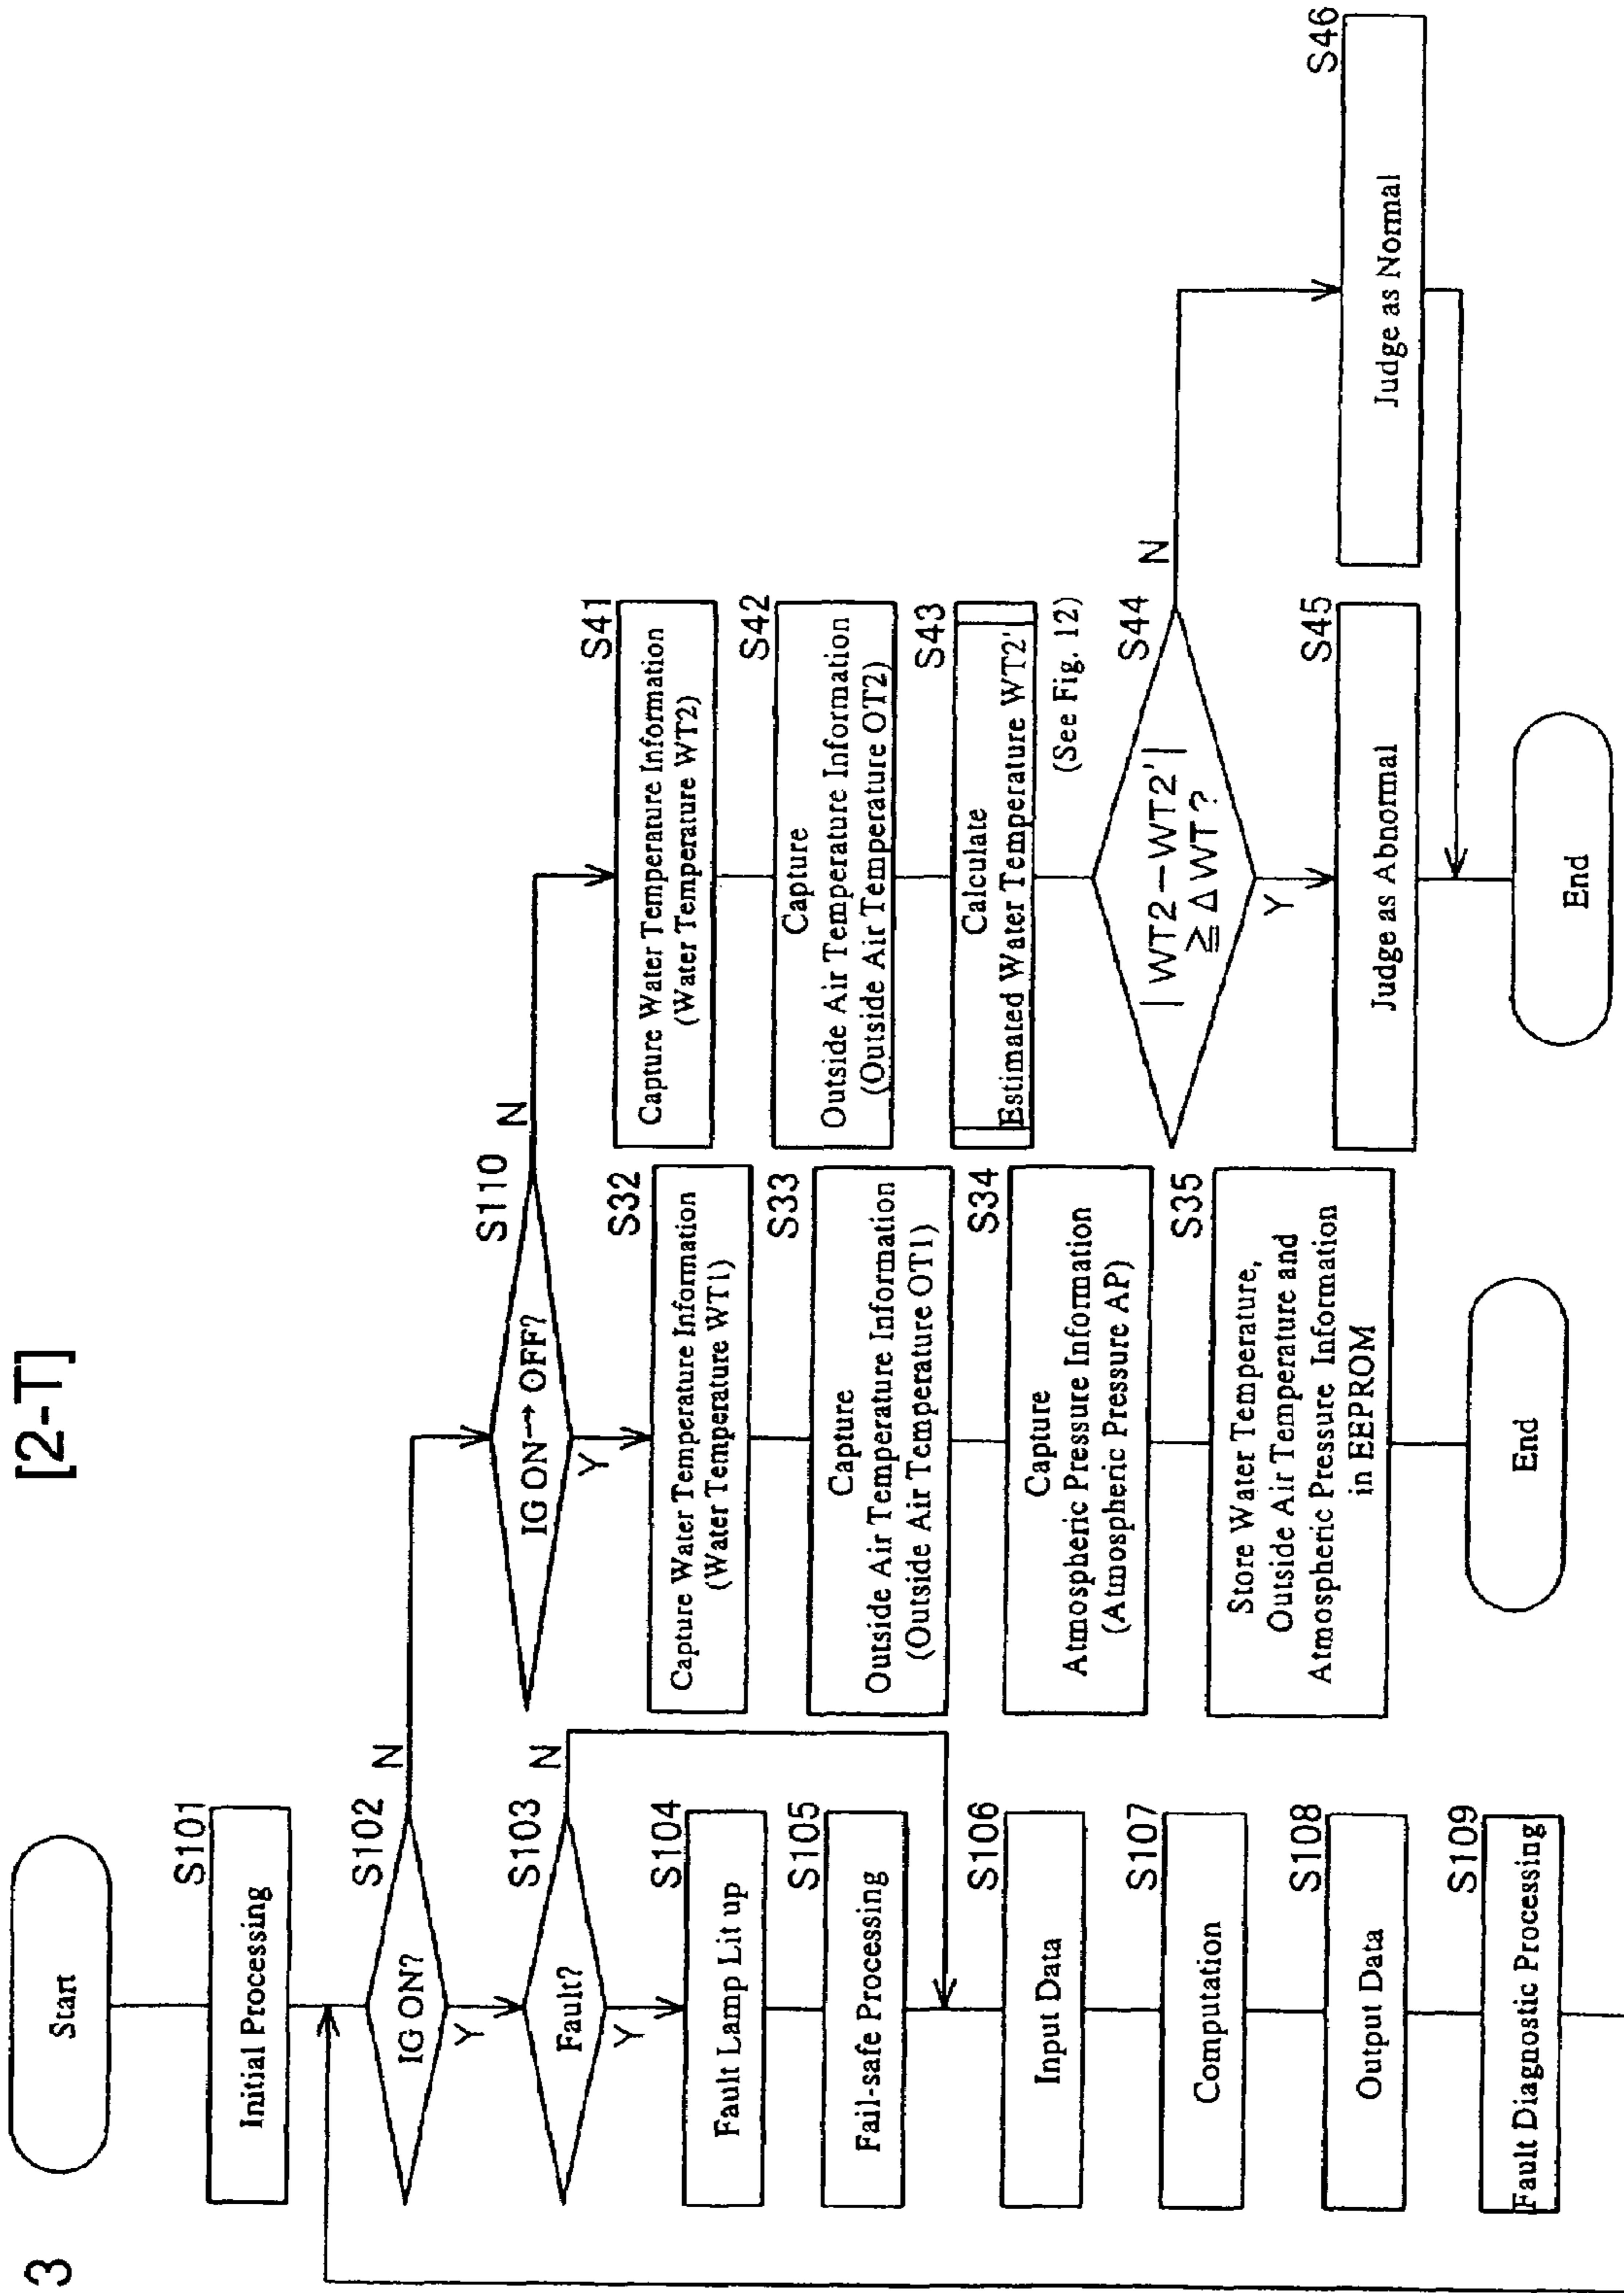 3
[2-T]
Start
S101
Initial Processing
S102
IG ON?
N
Y
S103
Fault?
N
Y
S104
Fault Lamp Lit up
S105
Fail-safe Processing
S106
Input Data
S107
Computation
S108
Output Data
S109
Fault Diagnostic Processing
S110
IG ON→OFF?
N
Y
S32
Capture Water Temperature Information
(Water Temperature WT1)
S33
Capture
Outside Air Temperature Information
(Outside Air Temperature OT1)
S34
Capture
Atmospheric Pressure Information
(Atmospheric Pressure AP)
S35
Store Water Temperature,
Outside Air Temperature and
Atmospheric Pressure Information
in EEPROM
End
S41
Capture Water Temperature Information
(Water Temperature WT2)
S42
Capture
Outside Air Temperature Information
(Outside Air Temperature OT2)
S43
Calculate
Estimated Water Temperature WT2'
(See Fig. 12)
S44
|WT2-WT2'|
≧ΔWT?
N
Y
S45
Judge as Abnormal
S46
Judge as Normal
End